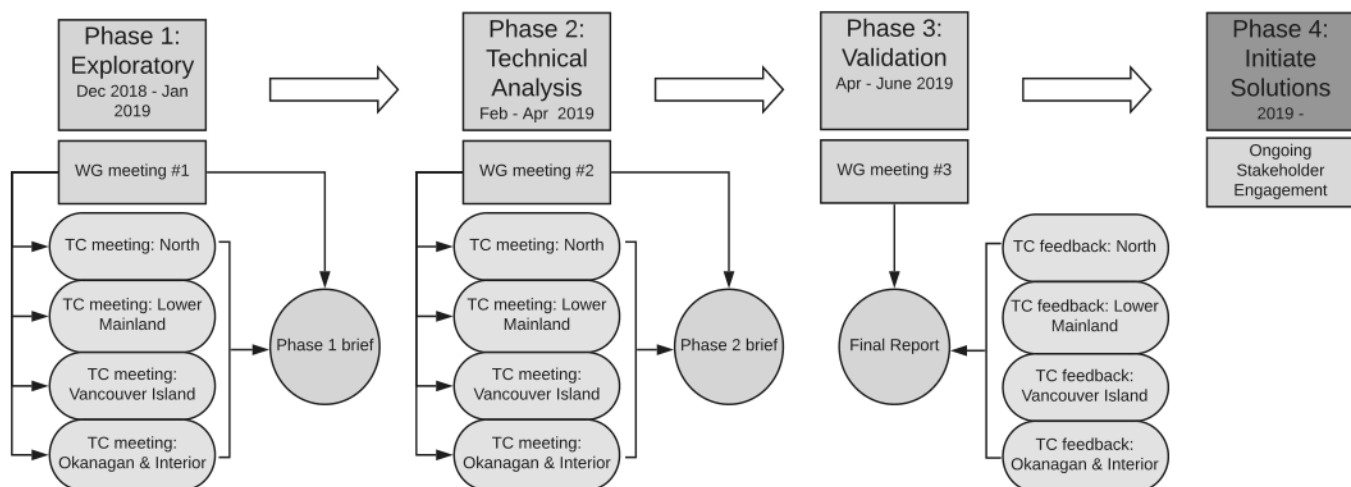 Phase 1:
Exploratory
Dec 2018 - Jan
2019
Phase 2:
Technical
Analysis
Feb - Apr 2019
Phase 3:
Validation
Apr - June 2019
Phase 4:
Initiate
Solutions
2019 -
WG meeting #1
WG meeting #2
WG meeting #3
Ongoing
Stakeholder
Engagement
TC meeting: North
TC meeting: Lower
Mainland
TC meeting:
Vancouver Island
TC meeting:
Okanagan & Interior
Phase 1 brief
TC meeting: North
TC meeting: Lower
Mainland
TC meeting:
Vancouver Island
TC meeting:
Okanagan & Interior
Phase 2 brief
Final Report
TC feedback: North
TC feedback: Lower
Mainland
TC feedback:
Vancouver Island
TC feedback:
Okanagan & Interior